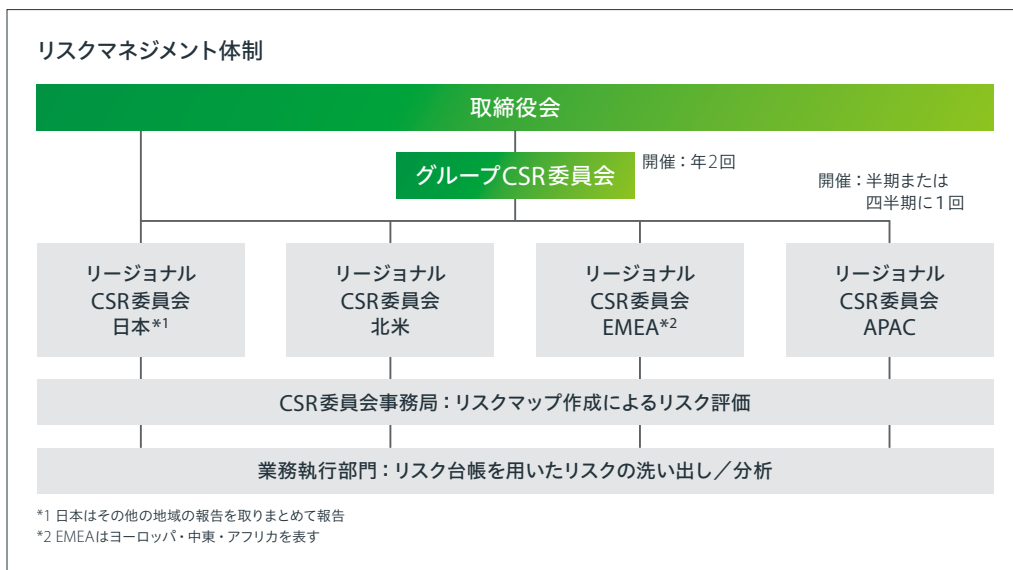 リスクマネジメント体制
取締役会
グループCSR委員会
開催：年2回
開催：半期または
四半期に1回
リージョナル
CSR委員会
日本*1
リージョナル
CSR委員会
北米
リージョナル
CSR委員会
EMEA*2
リージョナル
CSR委員会
APAC
CSR委員会事務局：リスクマップ作成によるリスク評価
業務執行部門：リスク台帳を用いたリスクの洗い出し／分析
*1 日本はその他の地域の報告を取りまとめて報告
*2 EMEAはヨーロッパ・中東・アフリカを表す